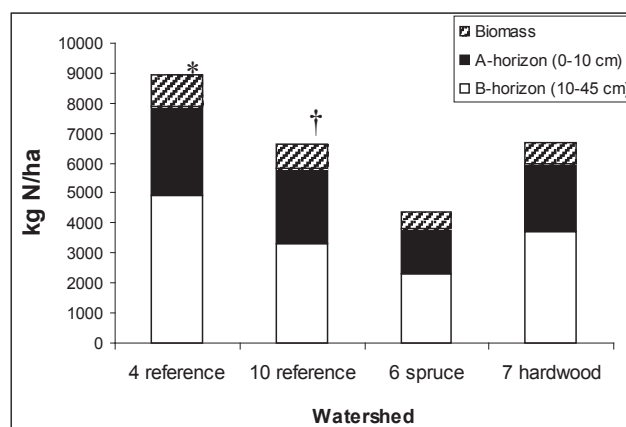 Biomass
A-horizon (0-10 cm)
B-horizon (10-45 cm)
kg N/ha
10000
9000
8000
7000
6000
5000
4000
3000
2000
1000
0
*
†
4 reference 10 reference 6 spruce 7 hardwood
Watershed